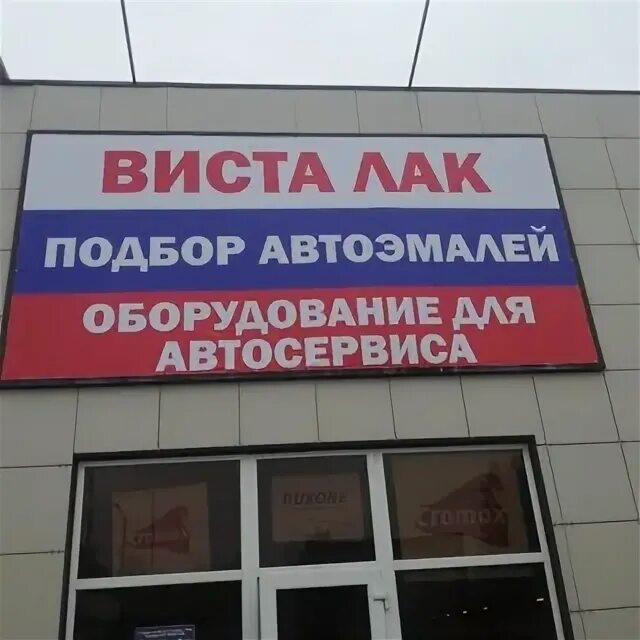 ВИСТА ЛАК
ПОДБОР АВТОЭМАЛЕЙ
ОБОРУДОВАНИЕ ДЛЯ
АВТОСЕРВИСА
DUXONE
Cromax